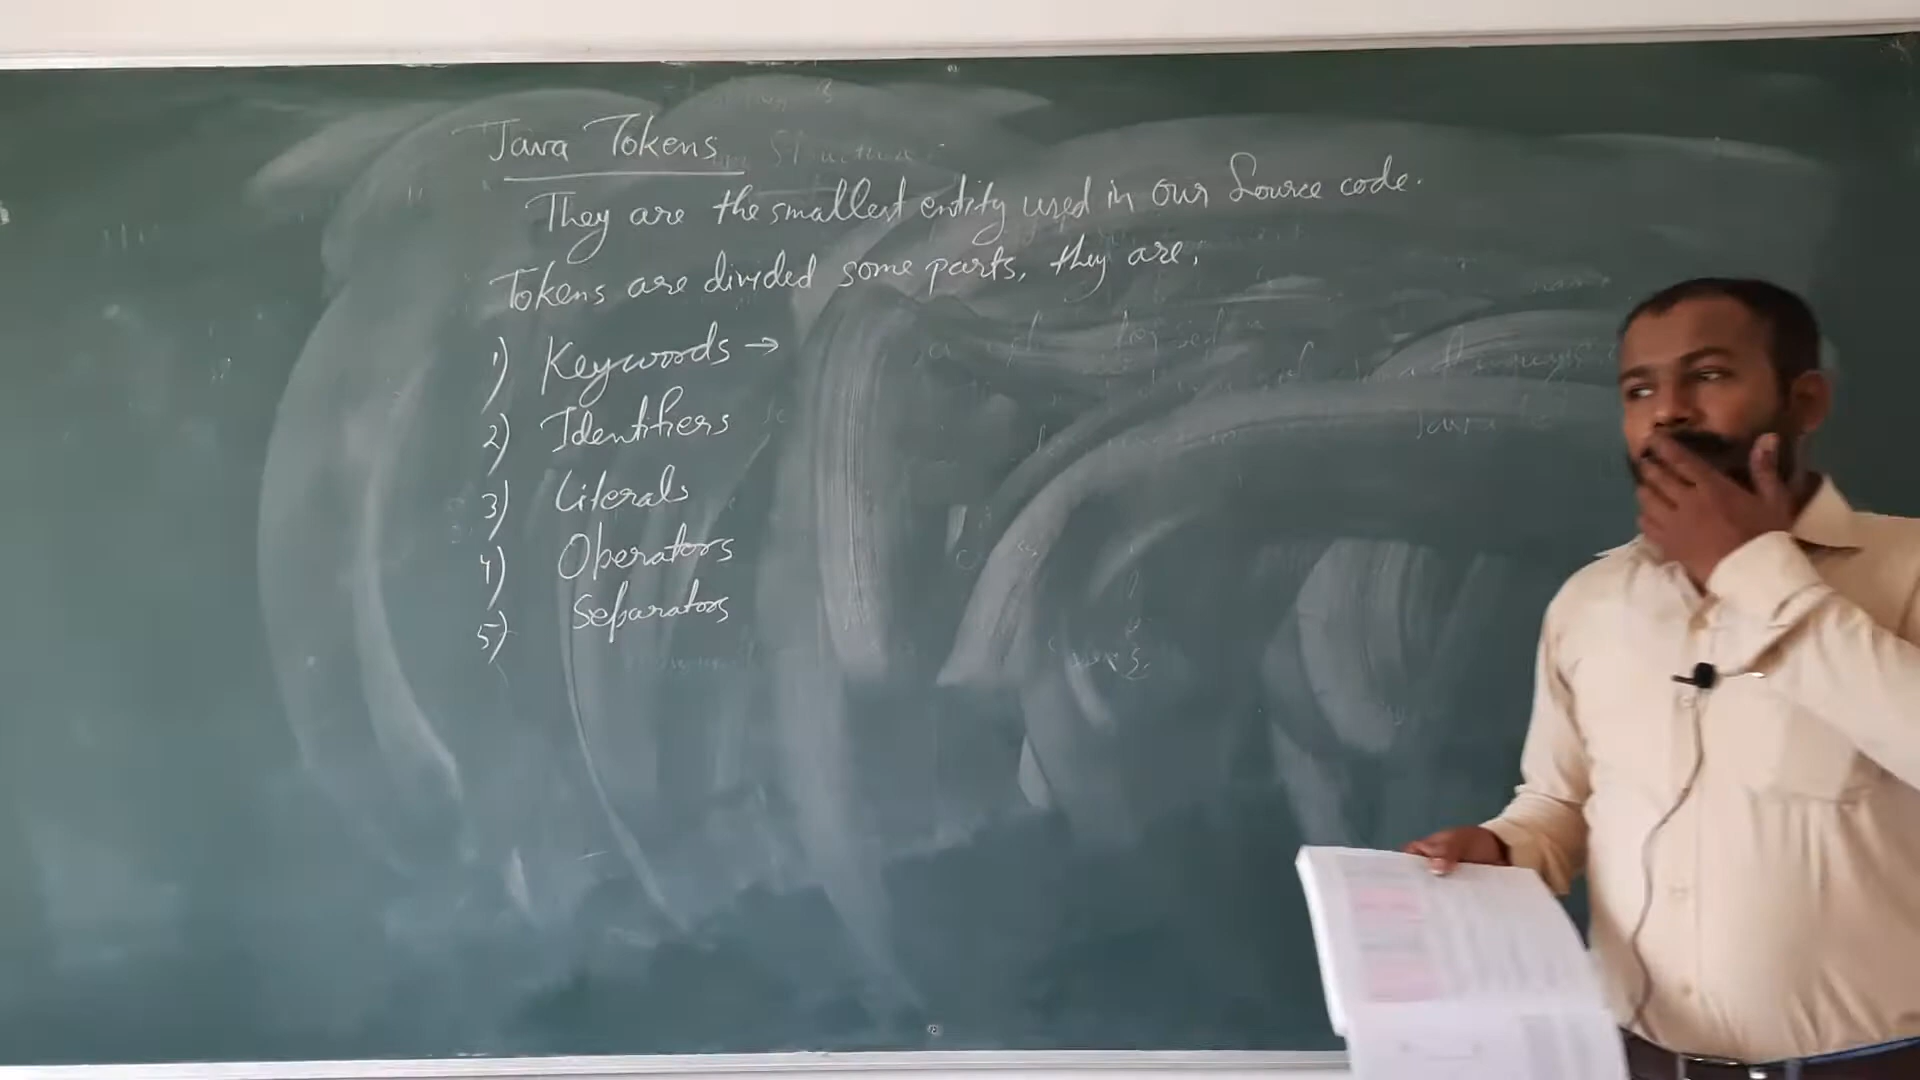 Java Tokens
They are the smallest entity used in our Source code.
Tokens are divided some parts, they are,
1) Keywords →
2) Identifiers
3) Literals
4) Operators
5) Separators